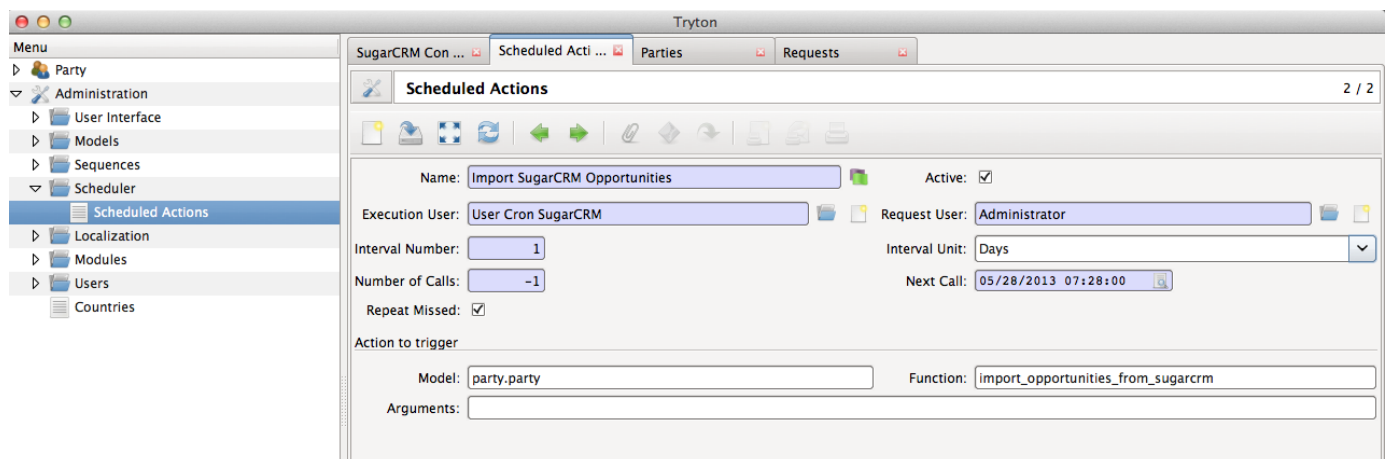 Tryton
Menu
Party
Administration
User Interface
Models
Sequences
Scheduler
Scheduled Actions
Localization
Modules
Users
Countries
SugarCRM Con ... Scheduled Acti ... Parties Requests
Scheduled Actions 2 / 2
Name: Import SugarCRM Opportunities Active:
Execution User: User Cron SugarCRM Request User: Administrator
Interval Number: 1 Interval Unit: Days
Number of Calls: -1 Next Call: 05/28/2013 07:28:00
Repeat Missed:
Action to trigger
Model: party.party Function: import_opportunities_from_sugarcrm
Arguments: